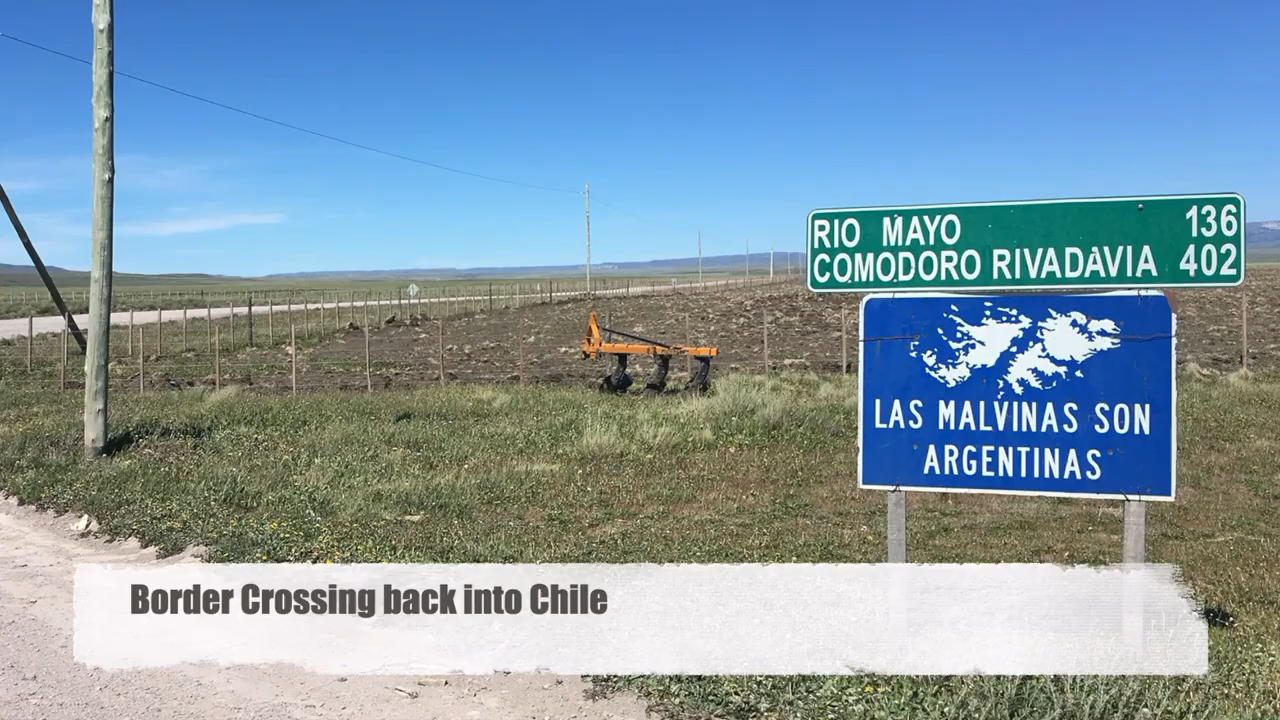 RIO MAYO 136
COMODORO RIVADAVIA 402
LAS MALVINAS SON
ARGENTINAS
Border Crossing back into Chile